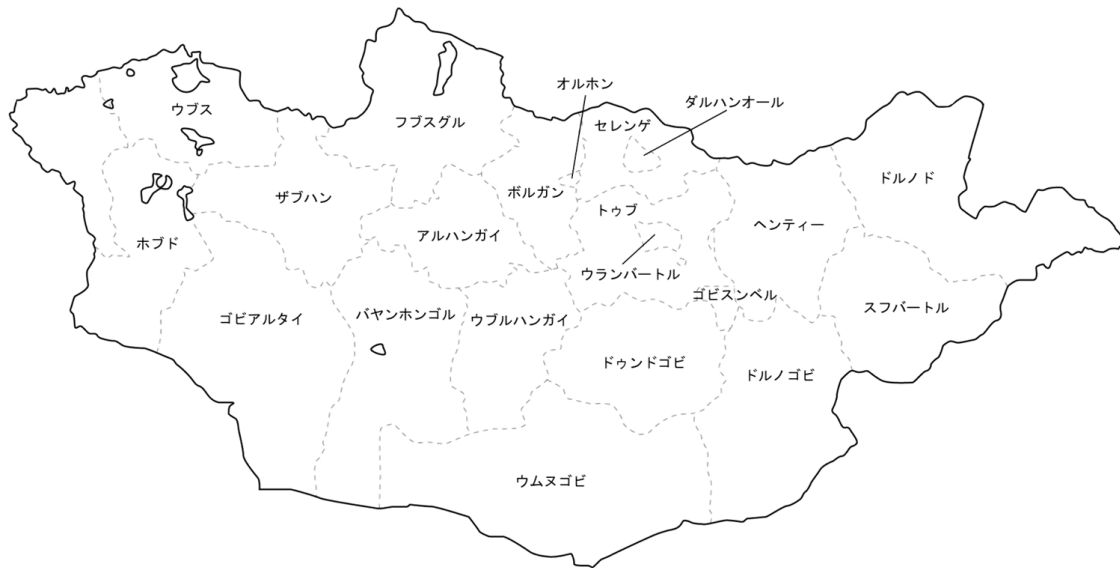 オルホン
ダルハンオール
ウブス
フブスグル
セレンゲ
ドルノド
ザブハン
ボルガン
トゥブ
ヘンティー
アルハンガイ
ホブド
ウランバートル
ゴビスンベル
ゴビアルタイ
バヤンホンゴル
ウブルハンガイ
スフバートル
ドゥンドゴビ
ドルノゴビ
ウムヌゴビ